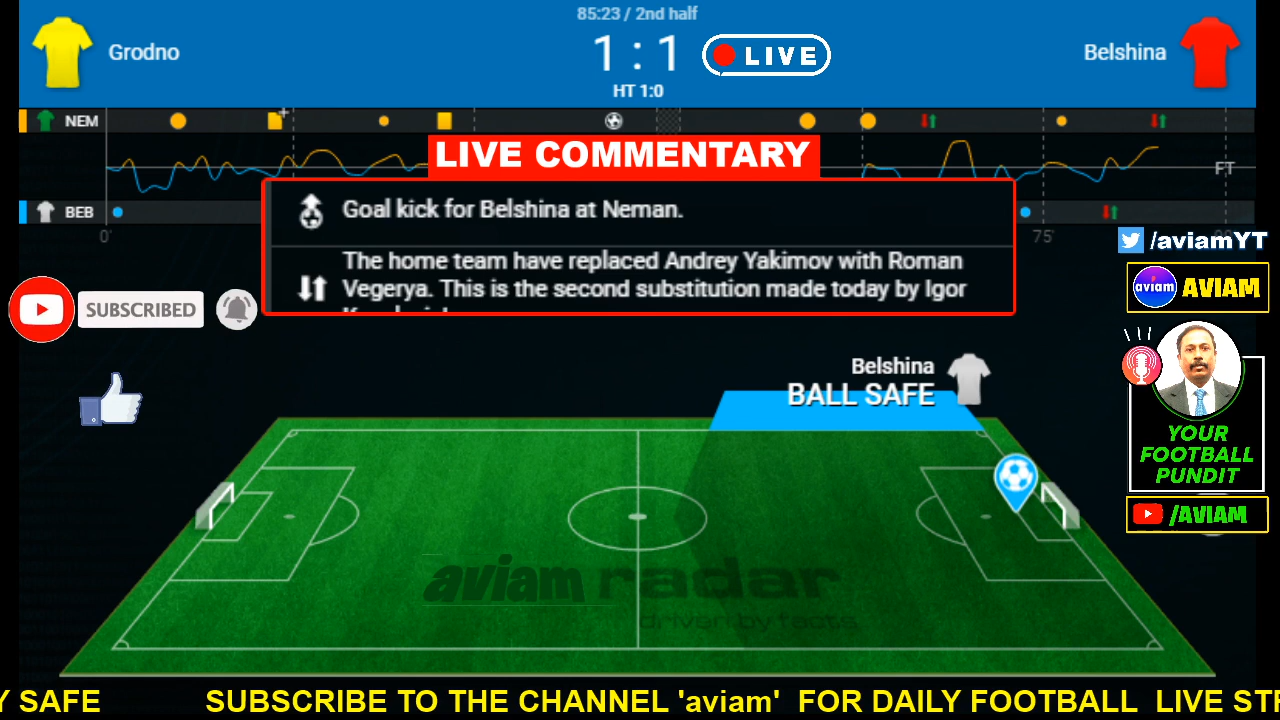 85:23 / 2nd half
Grodno
1 : 1
LIVE
Belshina
HT 1:0
NEM
LIVE COMMENTARY
FT
Goal kick for Belshina at Neman.
BEB
0'
75'
The home team have replaced Andrey Yakimov with Roman
Vegerya. This is the second substitution made today by Igor
/aviamYT
aviam AVIAM
SUBSCRIBED
Belshina
BALL SAFE
YOUR
FOOTBALL
PUNDIT
/AVIAM
aviam radar
driven by facts
Y SAFE SUBSCRIBE TO THE CHANNEL 'aviam' FOR DAILY FOOTBALL LIVE STR